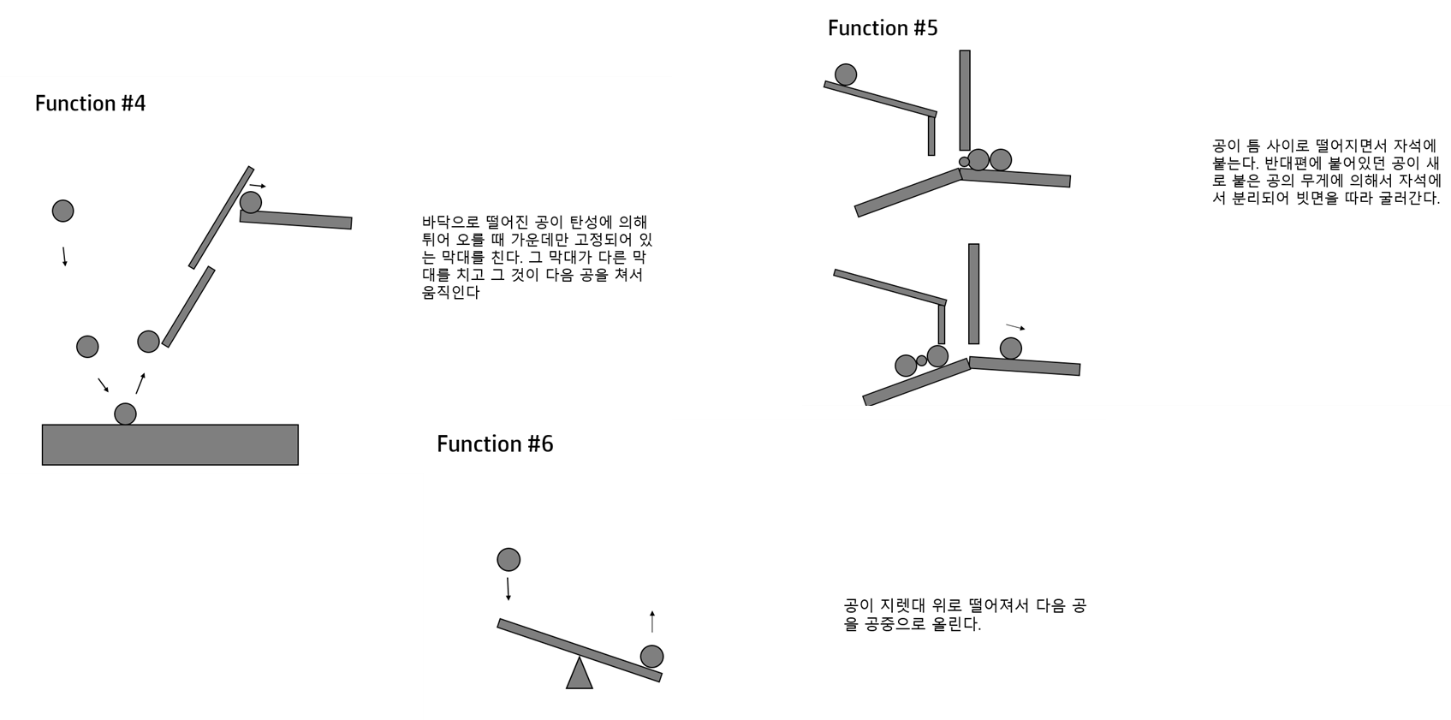 Function #4
바닥으로 떨어진 공이 탄성에 의해
튀어 오를 때 가운데만 고정되어 있
는 막대를 친다. 그 막대가 다른 막
대를 치고 그 것이 다음 공을 쳐서
움직인다
Function #5
공이 틈 사이로 떨어지면서 자석에
붙는다. 반대편에 붙어있던 공이 새
로 붙은 공의 무게에 의해서 자석에
서 분리되어 빗면을 따라 굴러간다.
Function #6
공이 지렛대 위로 떨어져서 다음 공
을 공중으로 올린다.